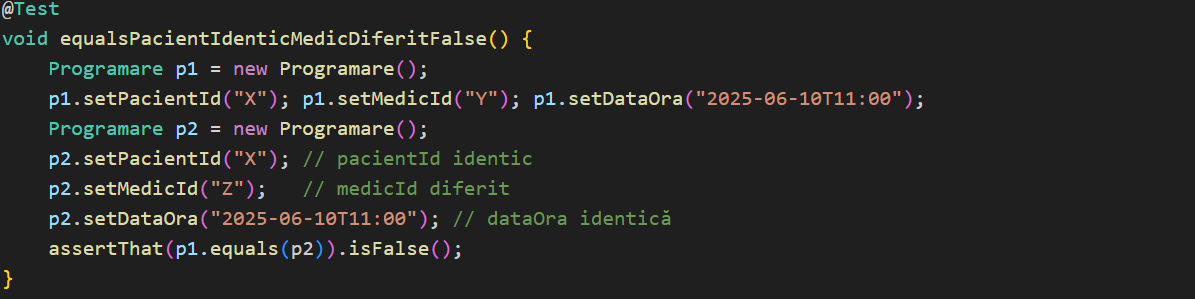 @Test
void equalsPacientIdenticMedicDiferitFalse() {
    Programare p1 = new Programare();
    p1.setPacientId("X"); p1.setMedicId("Y"); p1.setDataOra("2025-06-10T11:00");
    Programare p2 = new Programare();
    p2.setPacientId("X"); // pacientId identic
    p2.setMedicId("Z");   // medicId diferit
    p2.setDataOra("2025-06-10T11:00"); // dataOra identică
    assertThat(p1.equals(p2)).isFalse();
}